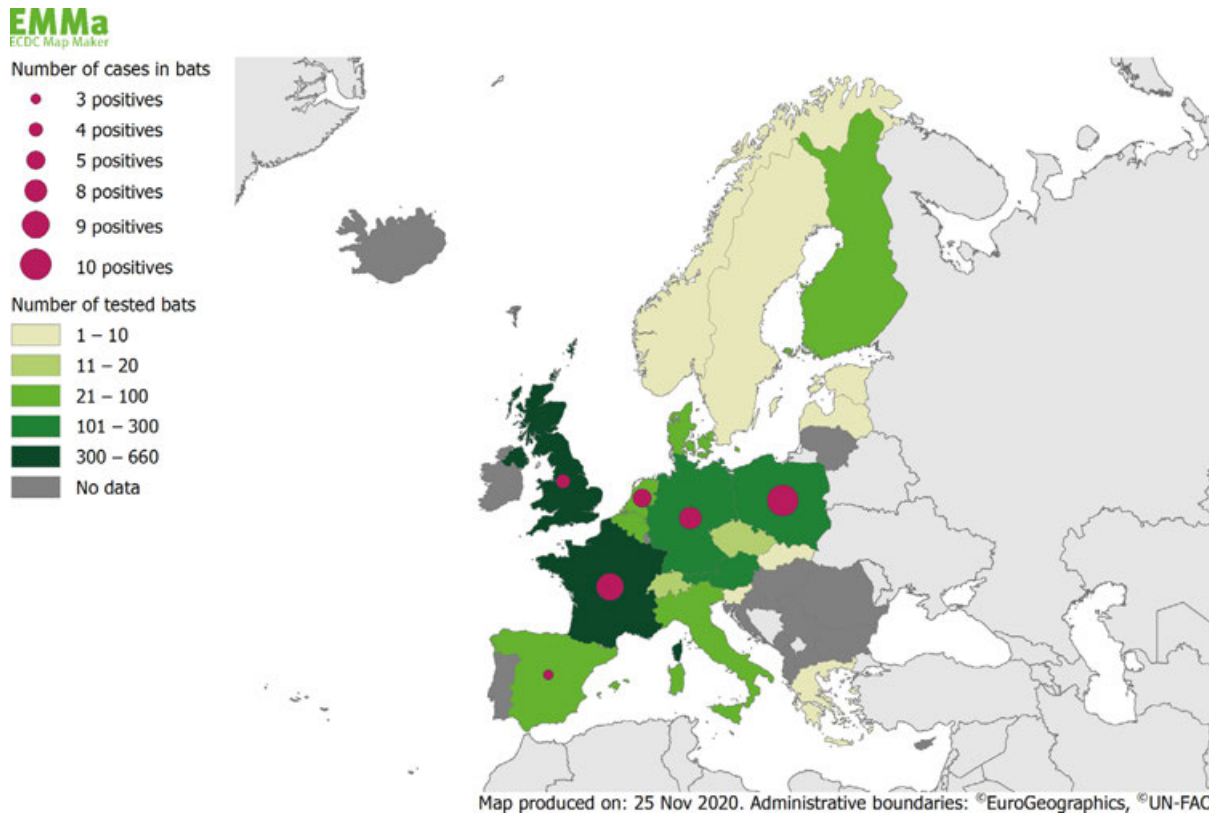 EMMa
ECDC Map Maker
Number of cases in bats
3 positives
4 positives
5 positives
8 positives
9 positives
10 positives
Number of tested bats
1 – 10
11 – 20
21 – 100
101 – 300
300 – 660
No data
Map produced on: 25 Nov 2020. Administrative boundaries: ©EuroGeographics, ©UN-FAO